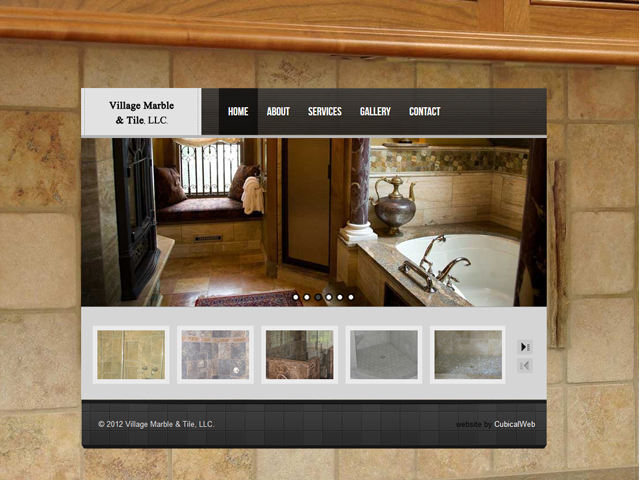 Village Marble
& Tile, LLC.
HOME ABOUT SERVICES GALLERY CONTACT
© 2012 Village Marble & Tile, LLC. website by CubicalWeb